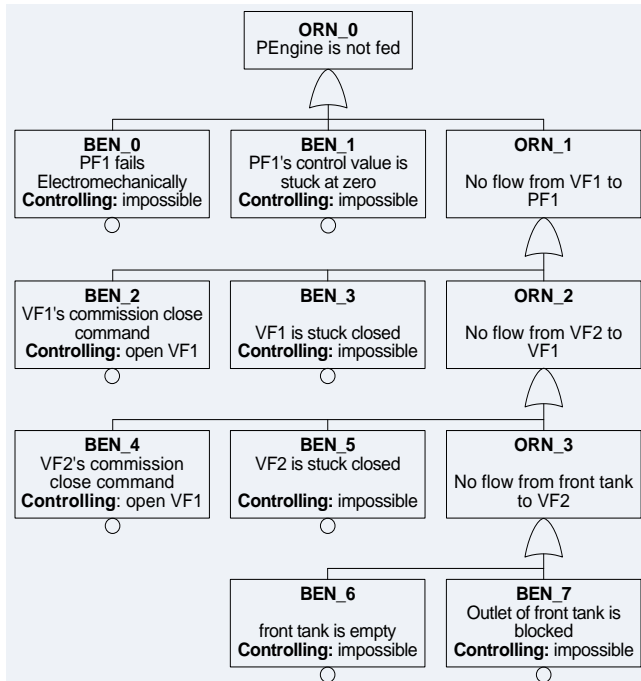 ORN_0
PEngine is not fed
BEN_0
PF1 fails
Electromechanically
Controlling: impossible
BEN_1
PF1's control value is
stuck at zero
Controlling: impossible
ORN_1
No flow from VF1 to
PF1
BEN_2
VF1's commission close
command
Controlling: open VF1
BEN_3
VF1 is stuck closed
Controlling: impossible
ORN_2
No flow from VF2 to
VF1
BEN_4
VF2's commission
close command
Controlling: open VF1
BEN_5
VF2 is stuck closed
Controlling: impossible
ORN_3
No flow from front tank
to VF2
BEN_6
front tank is empty
Controlling: impossible
BEN_7
Outlet of front tank is
blocked
Controlling: impossible